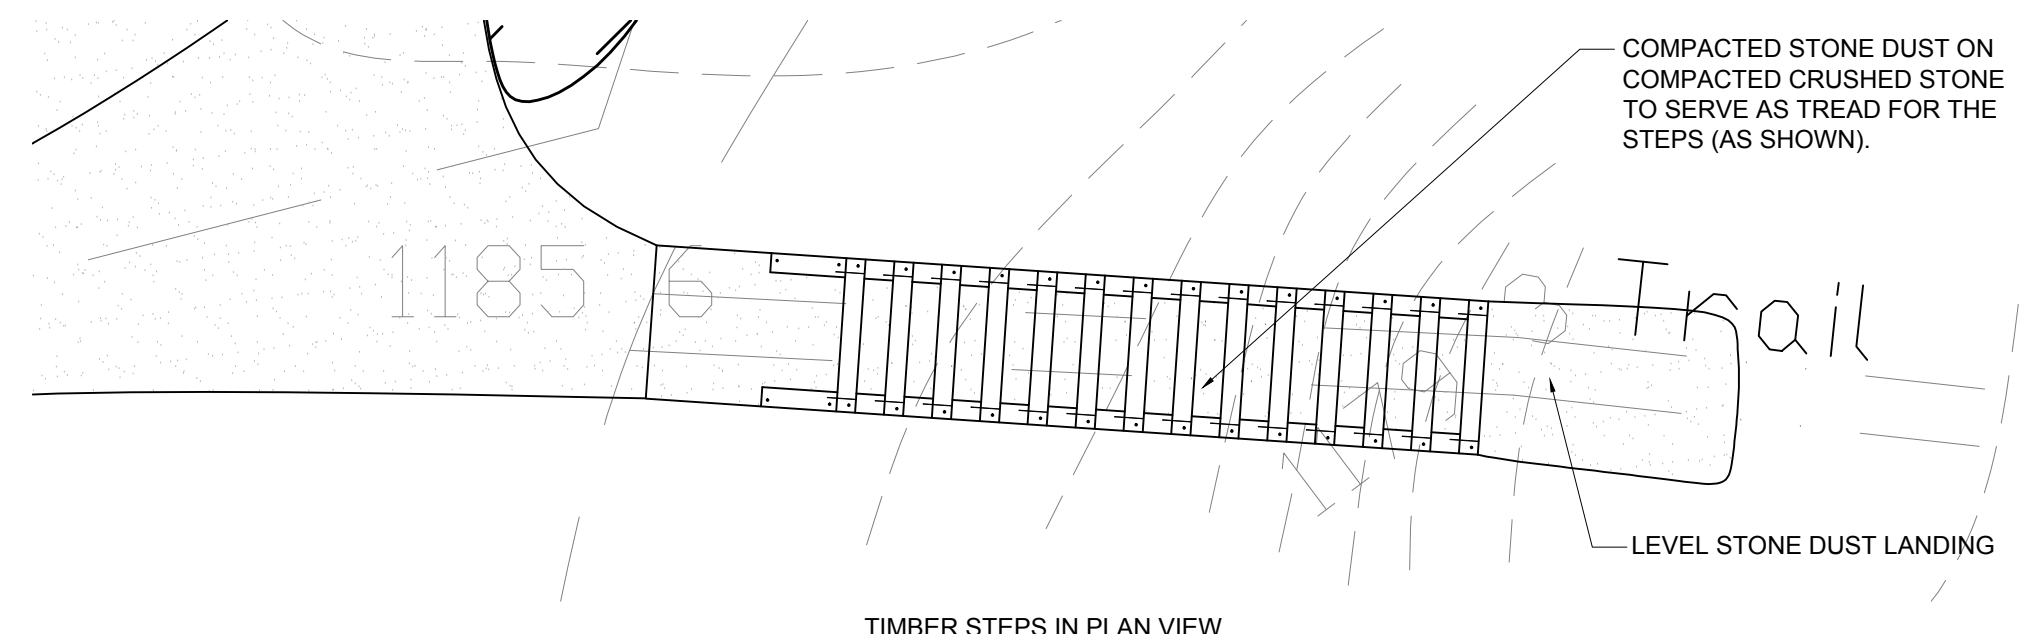 COMPACTED STONE DUST ON
COMPACTED CRUSHED STONE
TO SERVE AS TREAD FOR THE
STEPS (AS SHOWN).
1185 6
Trail
LEVEL STONE DUST LANDING
TIMBER STEPS IN PLAN VIEW